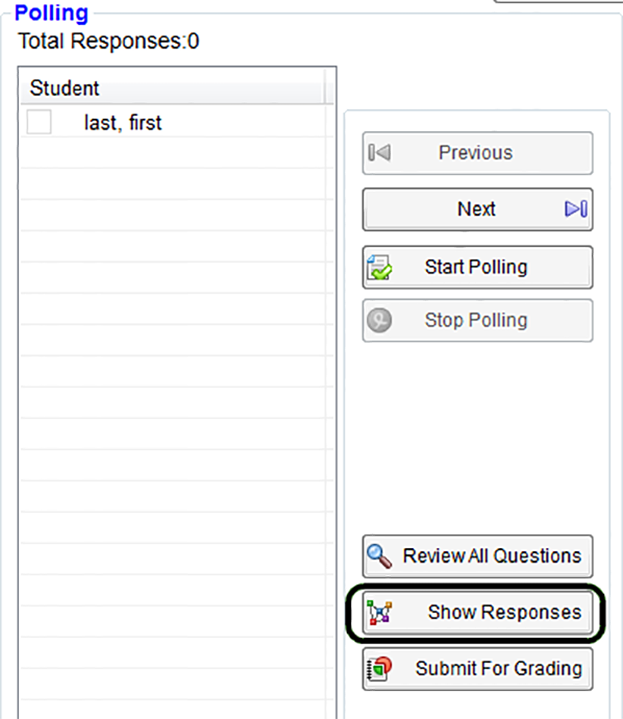 Polling
Total Responses:0
Student
last, first
Previous
Next
Start Polling
Stop Polling
Review All Questions
Show Responses
Submit For Grading